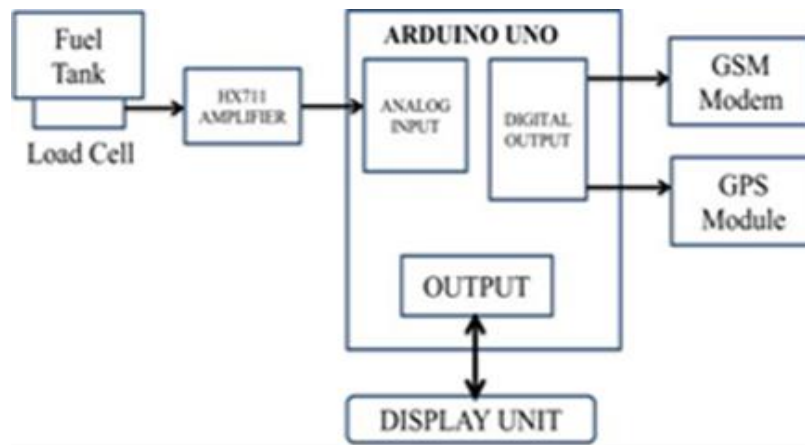 Fuel
Tank
Load Cell
HX711
AMPLIFIER
ARDUINO UNO
ANALOG
INPUT
DIGITAL
OUTPUT
OUTPUT
GSM
Modem
GPS
Module
DISPLAY UNIT